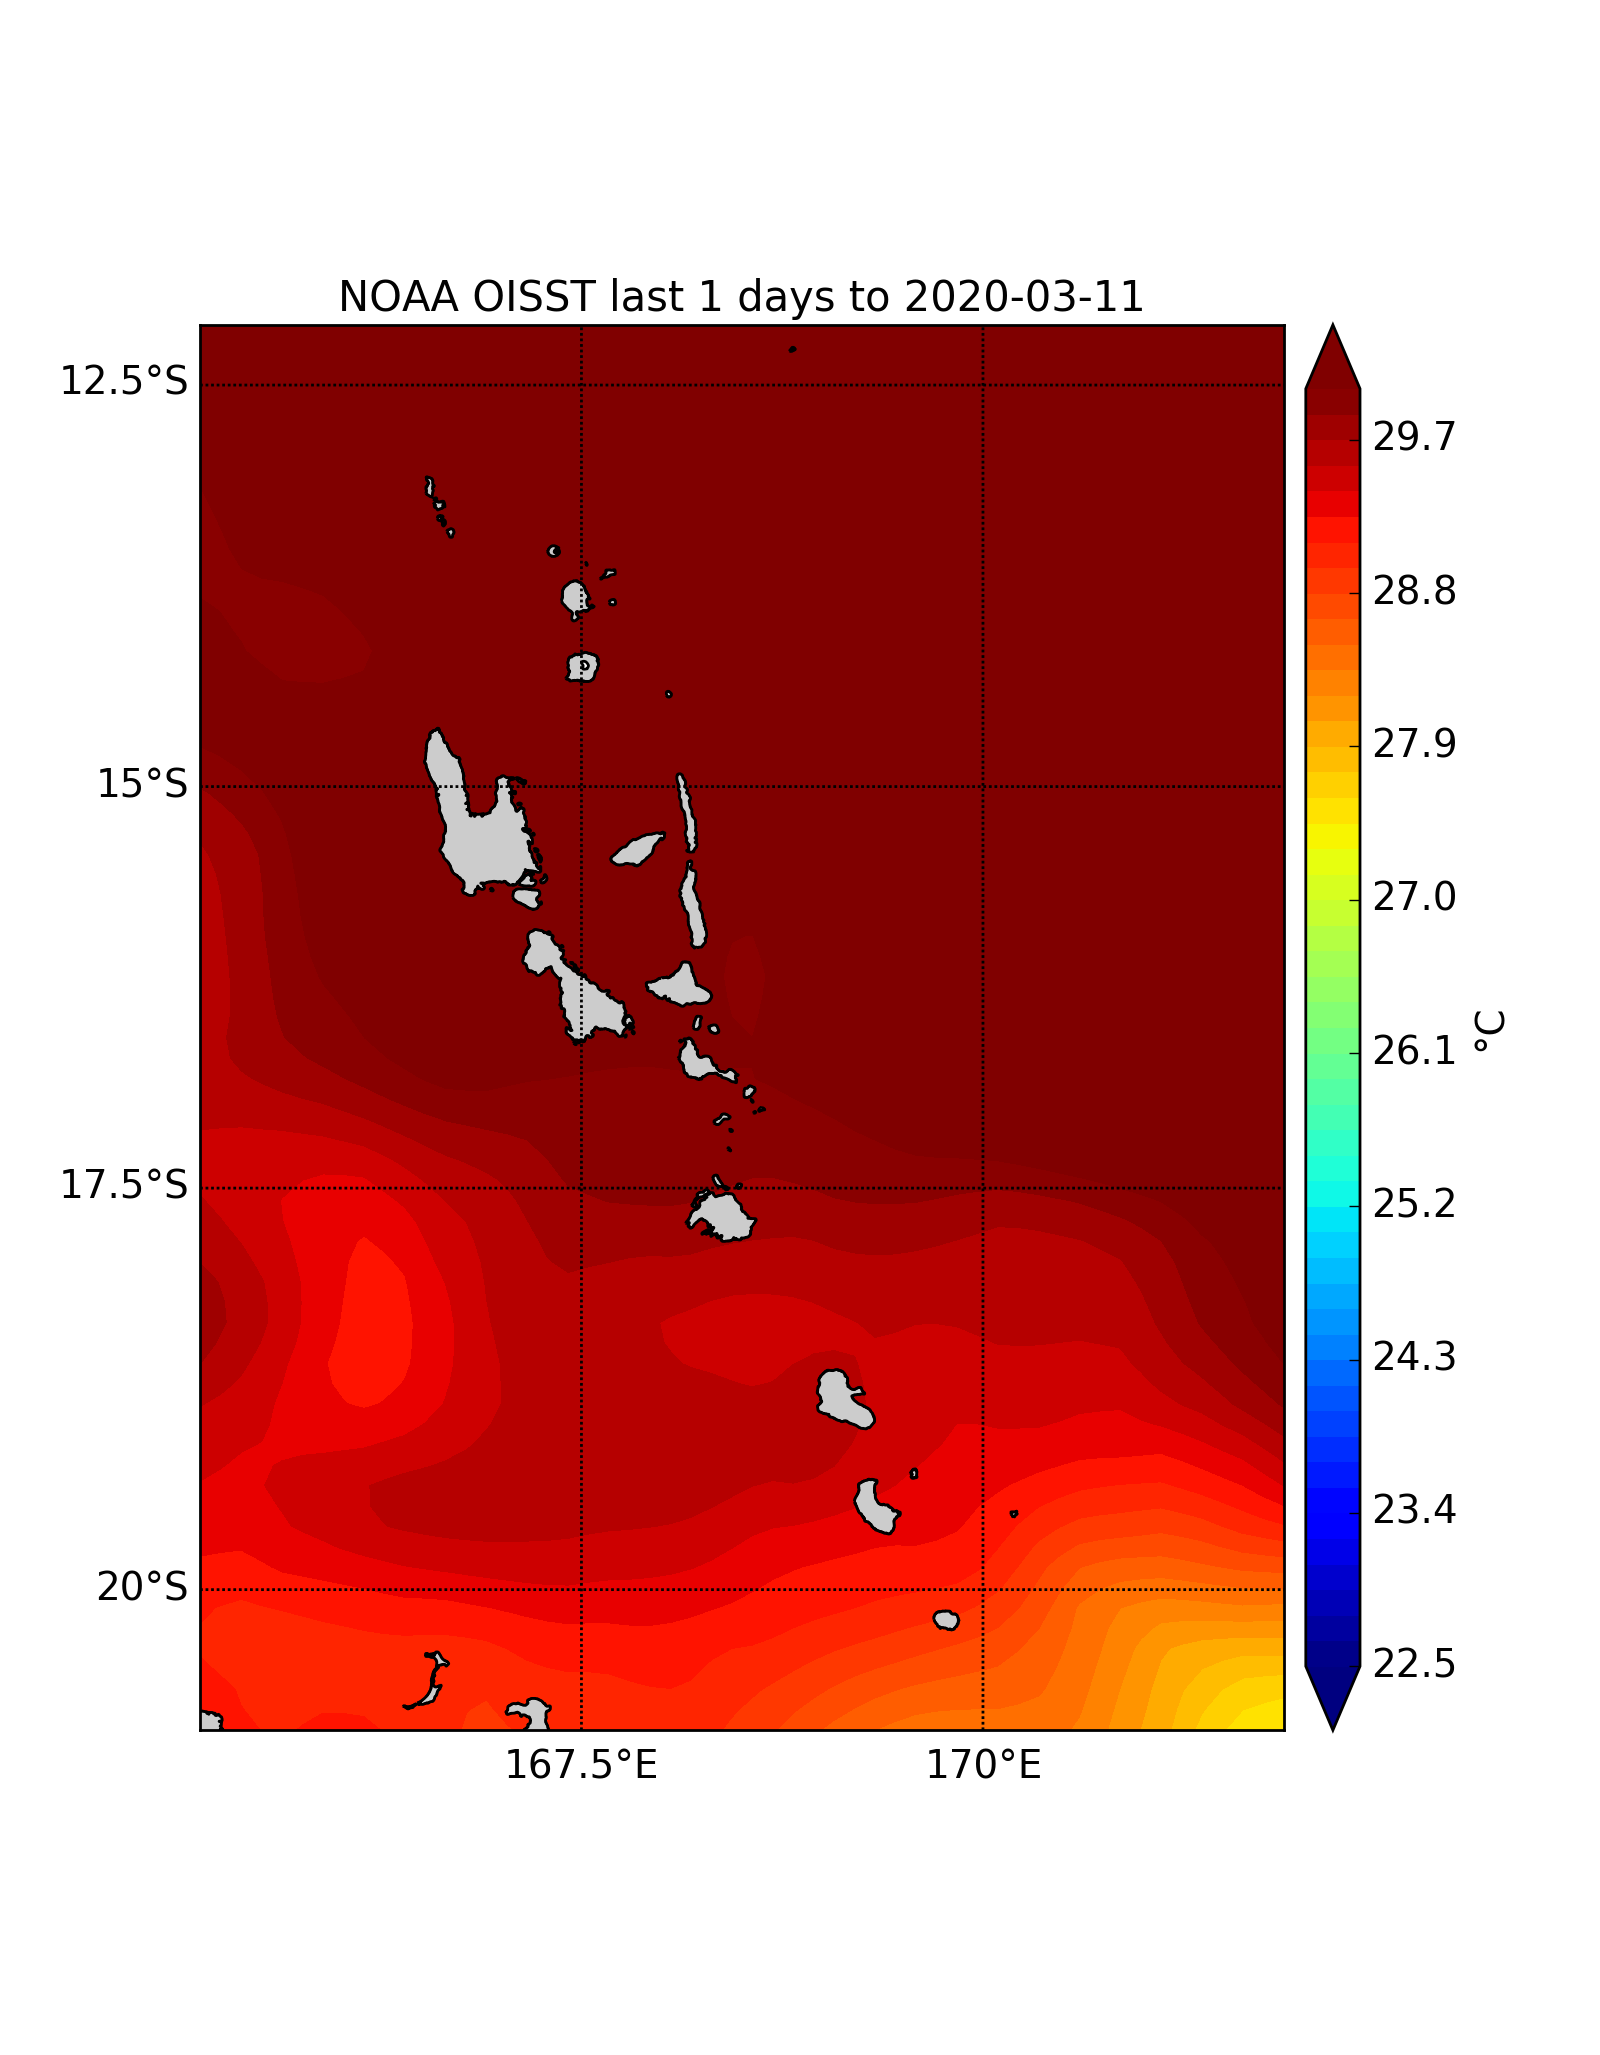 NOAA OISST last 1 days to 2020-03-11
12.5°S
15°S
17.5°S
20°S
167.5°E
170°E
29.7
28.8
27.9
27.0
26.1
25.2
24.3
23.4
22.5
°C